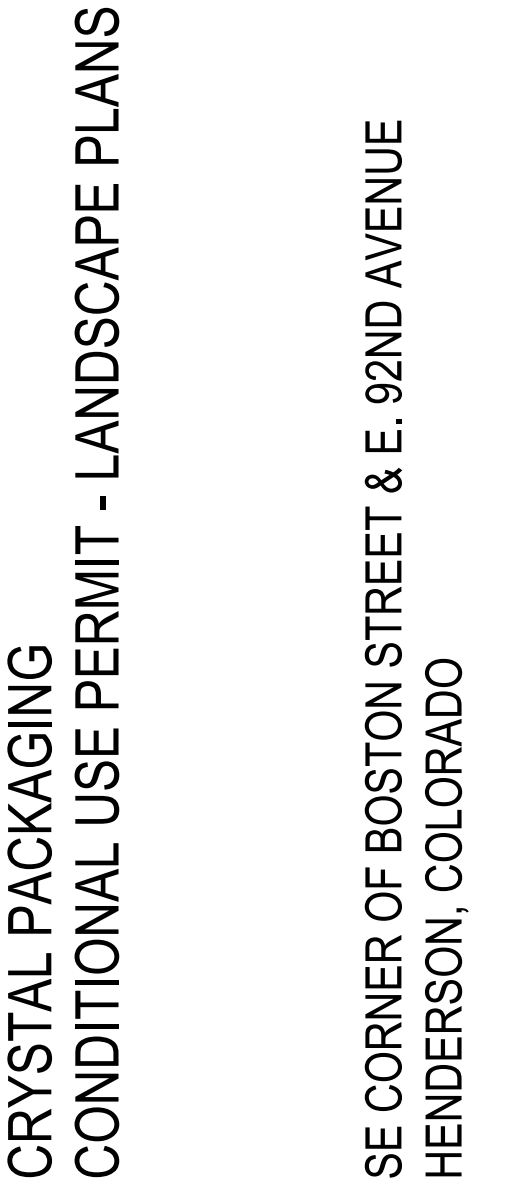 CRYSTAL PACKAGING
CONDITIONAL USE PERMIT - LANDSCAPE PLANS
SE CORNER OF BOSTON STREET & E. 92ND AVENUE
HENDERSON, COLORADO